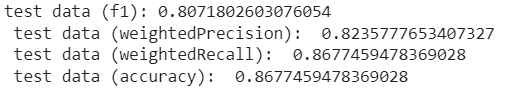 test data (f1): 0.8071802603076054
test data (weightedPrecision):  0.8235777653407327
test data (weightedRecall):  0.8677459478369028
test data (accuracy):  0.8677459478369028